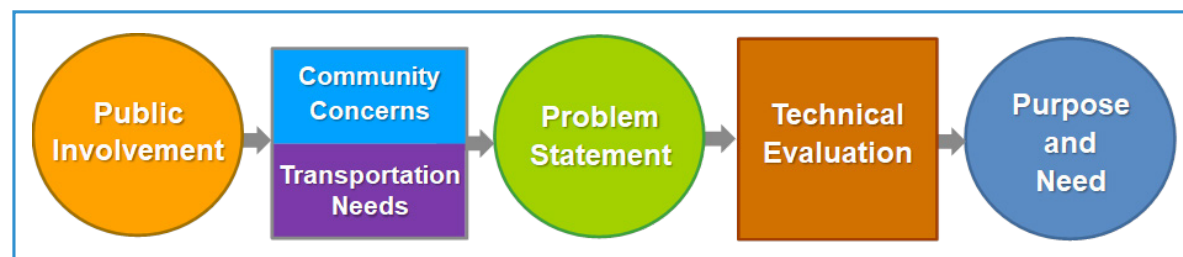 Public
Involvement
Community
Concerns
Transportation
Needs
Problem
Statement
Technical
Evaluation
Purpose
and
Need